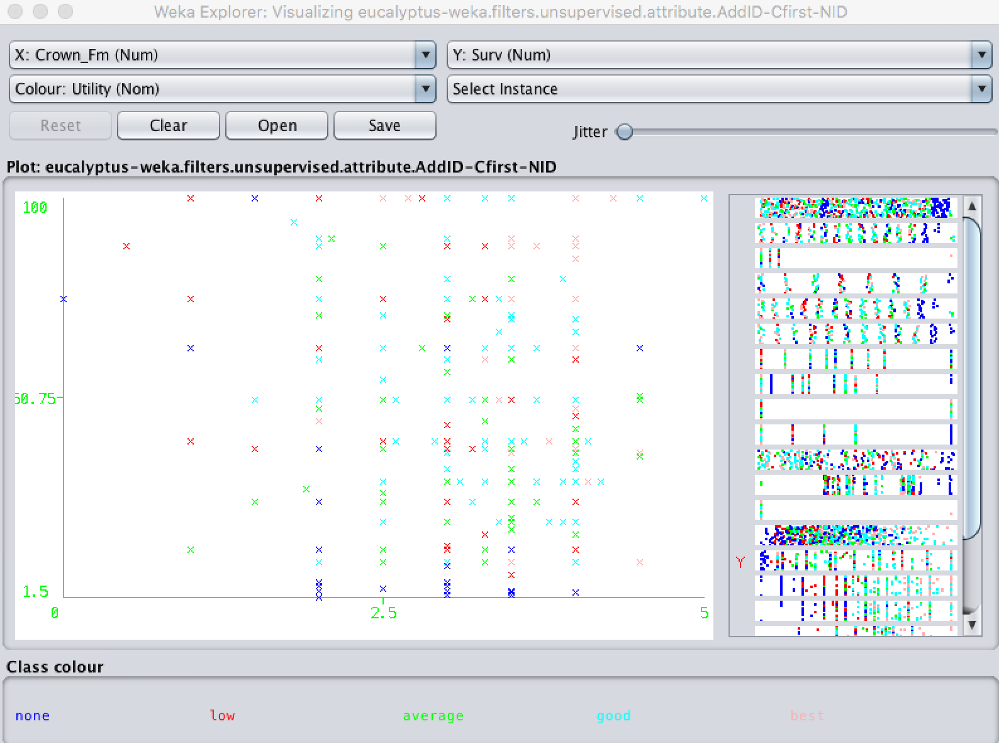 Weka Explorer: Visualizing eucalyptus-weka.filters.unsupervised.attribute.AddID-Cfirst-NID
X: Crown_Fm (Num)
Y: Surv (Num)
Colour: Utility (Nom)
Select Instance
Reset
Clear
Open
Save
Jitter
Plot: eucalyptus-weka.filters.unsupervised.attribute.AddID-Cfirst-NID
100
50.75
1.5
0
2.5
5
Y
Class colour
none
low
average
good
best